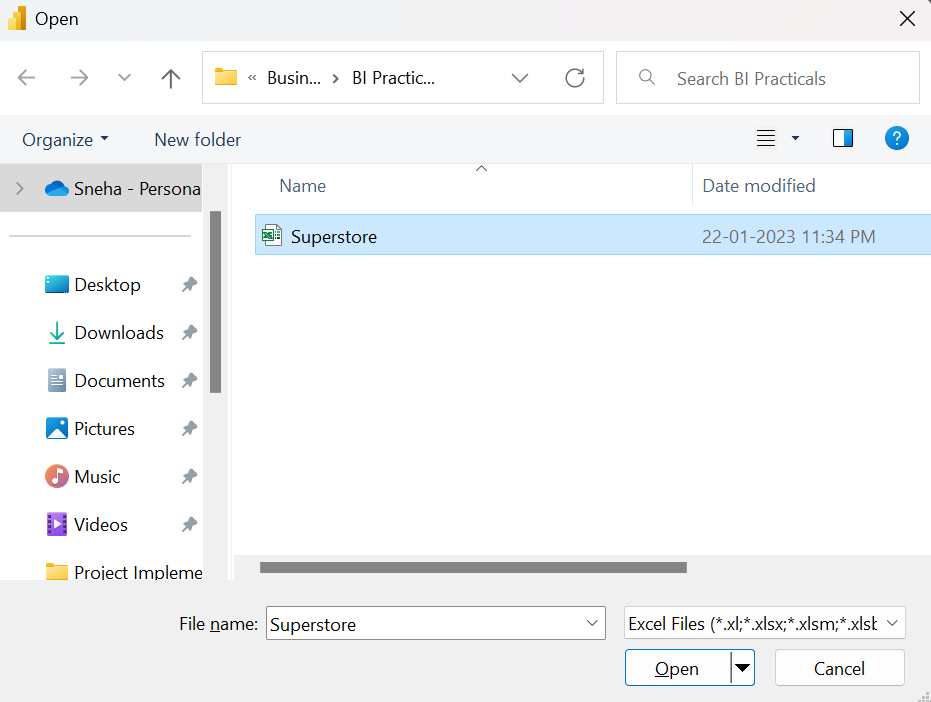 Open
« Busin... > BI Practic...
Search BI Practicals
Organize
New folder
?
Sneha - Persona
Name
Date modified
Superstore
22-01-2023 11:34 PM
Desktop
Downloads
Documents
Pictures
Music
Videos
Project Impleme
File name:
Superstore
Excel Files (*.xl;*.xlsx;*.xlsm;*.xlsb
Open
Cancel